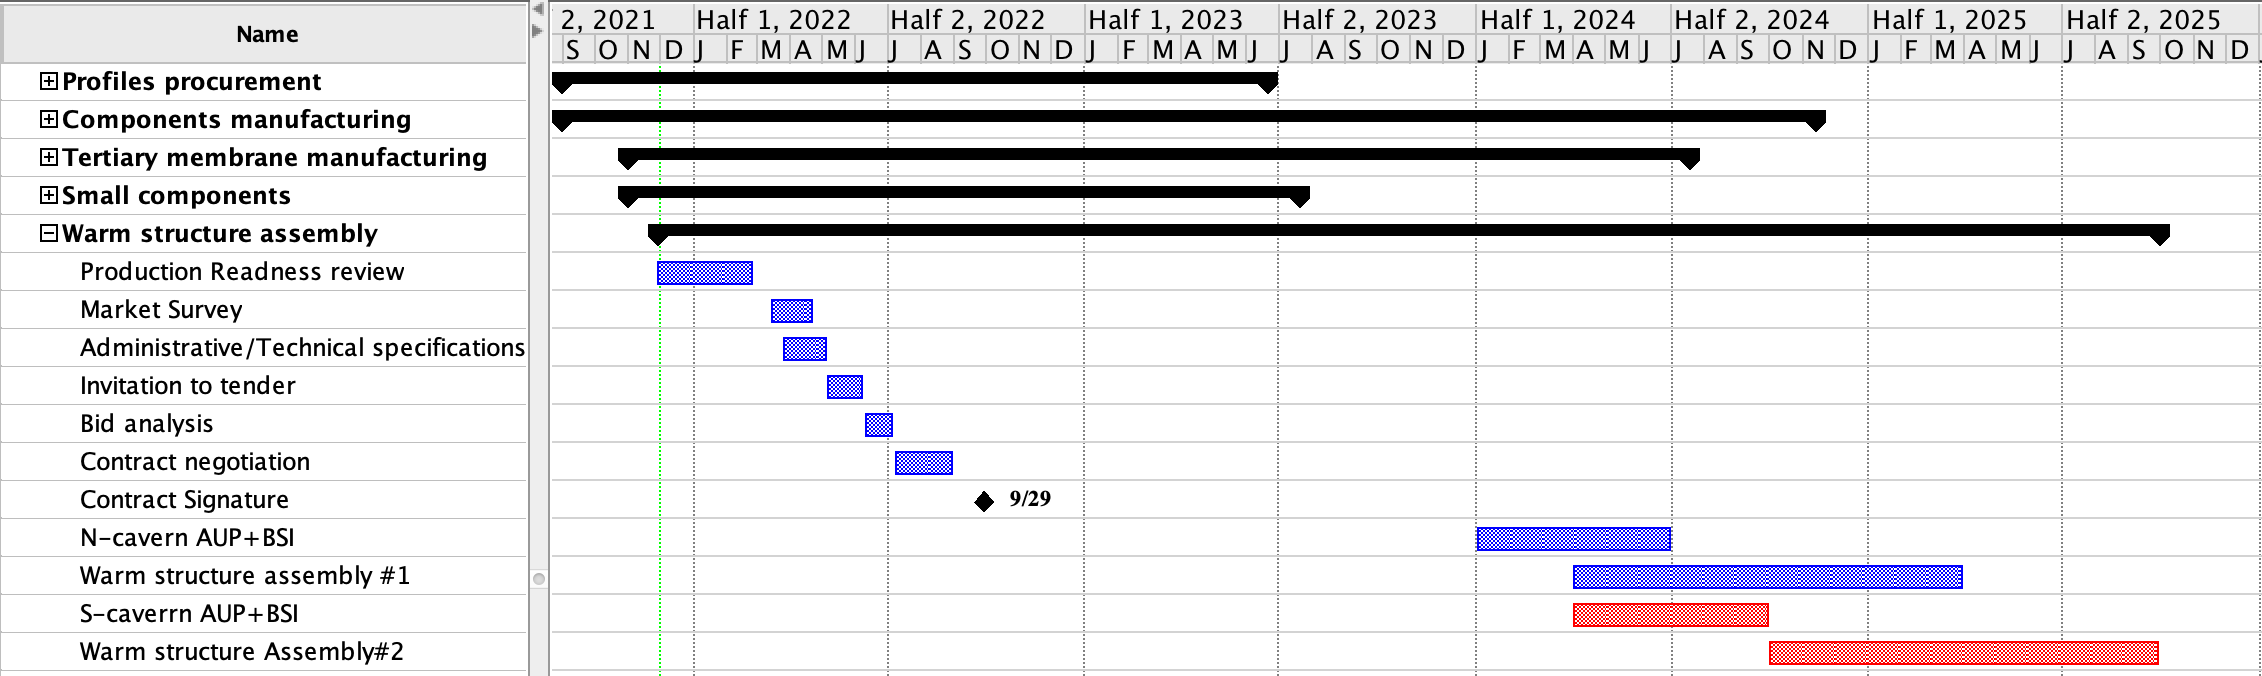 Name
2, 2021 Half 1, 2022 Half 2, 2022 Half 1, 2023 Half 2, 2023 Half 1, 2024 Half 2, 2024 Half 1, 2025 Half 2, 2025
S O N D J F M A M J J A S O N D J F M A M J J A S O N D J F M A M J J A S O N D J F M A M J J A S O N D
Profiles procurement
Components manufacturing
Tertiary membrane manufacturing
Small components
Warm structure assembly
Production Readness review
Market Survey
Administrative/Technical specifications
Invitation to tender
Bid analysis
Contract negotiation
Contract Signature 9/29
N-cavern AUP+BSI
Warm structure assembly #1
S-caverrn AUP+BSI
Warm structure Assembly#2